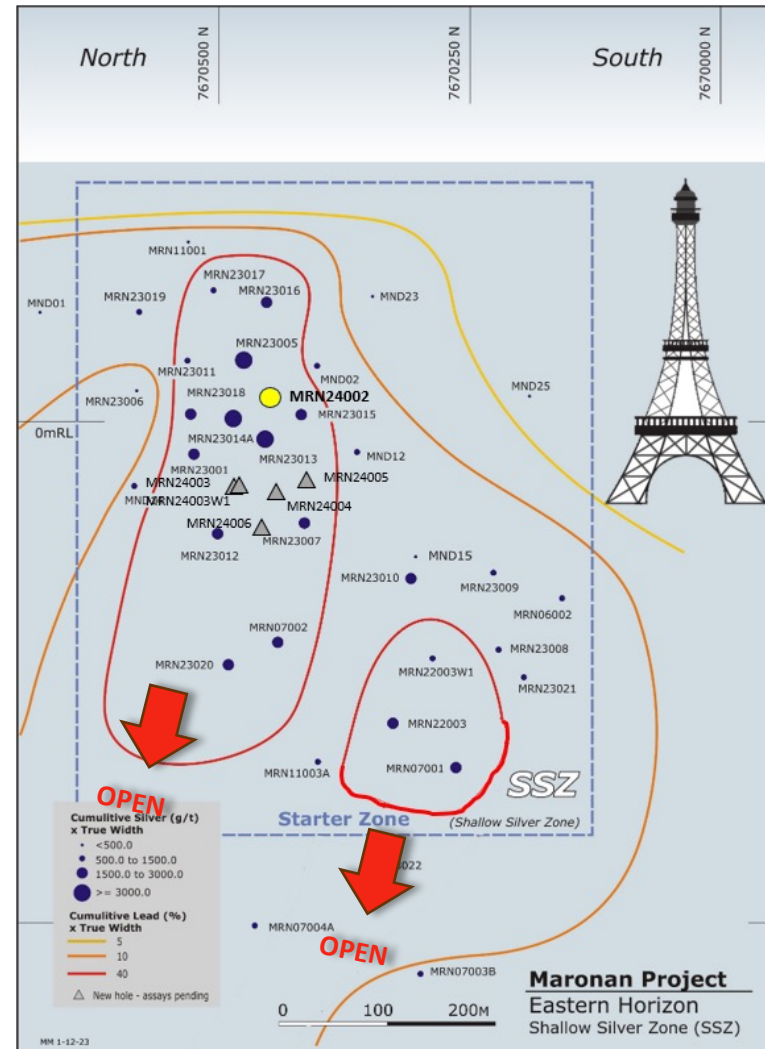 North
7670500 N
7670250 N
South
7670000 N
MRN11001
MRN23017
MRN23016
MND01
MRN23019
MND23
MRN23005
MRN23011
MND02
MND25
MRN23006
MRN23018
MRN24002
MRN23015
0mRL
MRN23014A
MRN23001
MRN23013
MND12
MRN24003
MRN24005
MRN24003W1
MRN24004
MRN24006
MRN23007
MRN23012
MND15
MRN23010
MRN23009
MRN06002
MRN07002
MRN23008
MRN23020
MRN22003W1
MRN23021
MRN22003
MRN11003A
MRN07001
SSZ
OPEN
Starter Zone
(Shallow Silver Zone)
Cumulitive Silver (g/t)
x True Width
<500.0
500.0 to 1500.0
1500.0 to 3000.0
>= 3000.0
Cumulitive Lead (%)
x True Width
5
10
40
New hole - assays pending
MRN07004A
OPEN
MRN07003B
0 100 200M
Maronan Project
Eastern Horizon
Shallow Silver Zone (SSZ)
MM 1-12-23